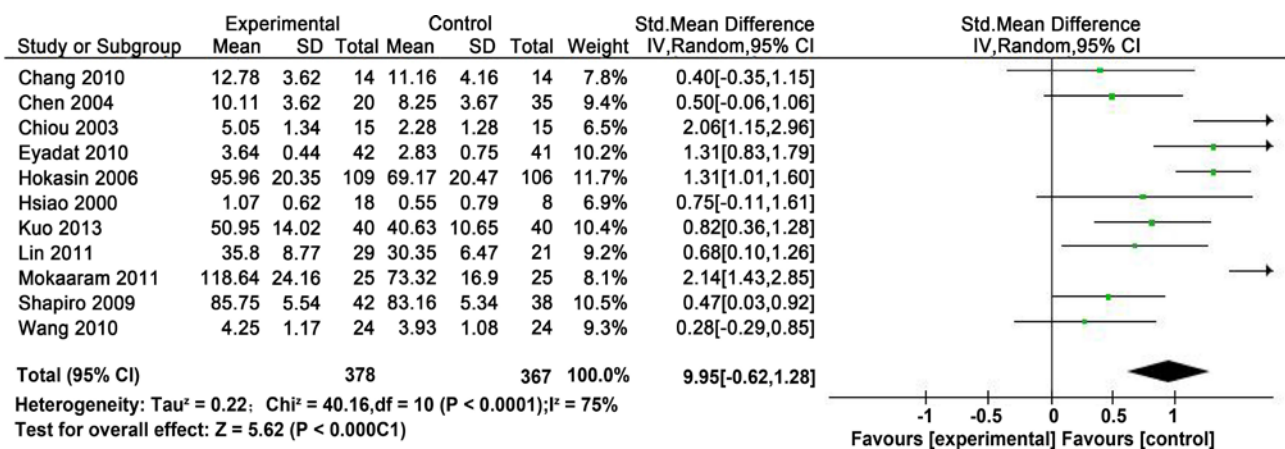 Experimental Control Std.Mean Difference Std.Mean Difference
Study or Subgroup Mean SD Total Mean SD Total Weight IV,Random,95% CI IV,Random,95% CI
Chang 2010 12.78 3.62 14 11.16 4.16 14 7.8% 0.40[-0.35,1.15]
Chen 2004 10.11 3.62 20 8.25 3.67 35 9.4% 0.50[-0.06,1.06]
Chiou 2003 5.05 1.34 15 2.28 1.28 15 6.5% 2.06[1.15,2.96]
Eyadat 2010 3.64 0.44 42 2.83 0.75 41 10.2% 1.31[0.83,1.79]
Hokasin 2006 95.96 20.35 109 69.17 20.47 106 11.7% 1.31[1.01,1.60]
Hsiao 2000 1.07 0.62 18 0.55 0.79 8 6.9% 0.75[-0.11,1.61]
Kuo 2013 50.95 14.02 40 40.63 10.65 40 10.4% 0.82[0.36,1.28]
Lin 2011 35.8 8.77 29 30.35 6.47 21 9.1% 0.68[0.10,1.26]
Mokaaram 2011 118.64 24.16 25 73.32 16.9 25 8.1% 2.14[1.43,2.85]
Shapiro 2009 85.75 5.54 42 83.16 5.34 38 10.5% 0.47[0.03,0.92]
Wang 2010 4.25 1.17 24 3.93 1.08 24 9.3% 0.28[-0.29,0.85]
Total (95% CI) 378 367 100.0% 9.95[-0.62,1.28]
Heterogeneity: Tauᶻ = 0.22; Chiᶻ = 40.16,df = 10 (P < 0.0001);Iᶻ = 75%
Test for overall effect: Z = 5.62 (P < 0.000C1)
-1 -0.5 0 0.5 1
Favours [experimental] Favours [control]